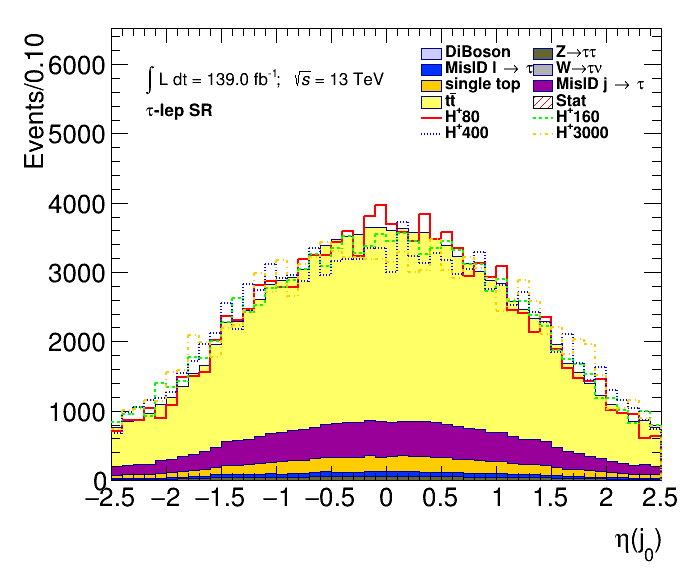 Events/0.10
6000
5000
4000
3000
2000
1000
0
∫ L dt = 139.0 fb⁻¹; √s = 13 TeV
τ-lep SR
DiBoson Z→ττ
MisID l → τ W→τν
single top MisID j → τ
tt̄ Stat
H⁺80 H⁺160
H⁺400 H⁺3000
−2.5 −2 −1.5 −1 −0.5 0 0.5 1 1.5 2 2.5
η(j₀)